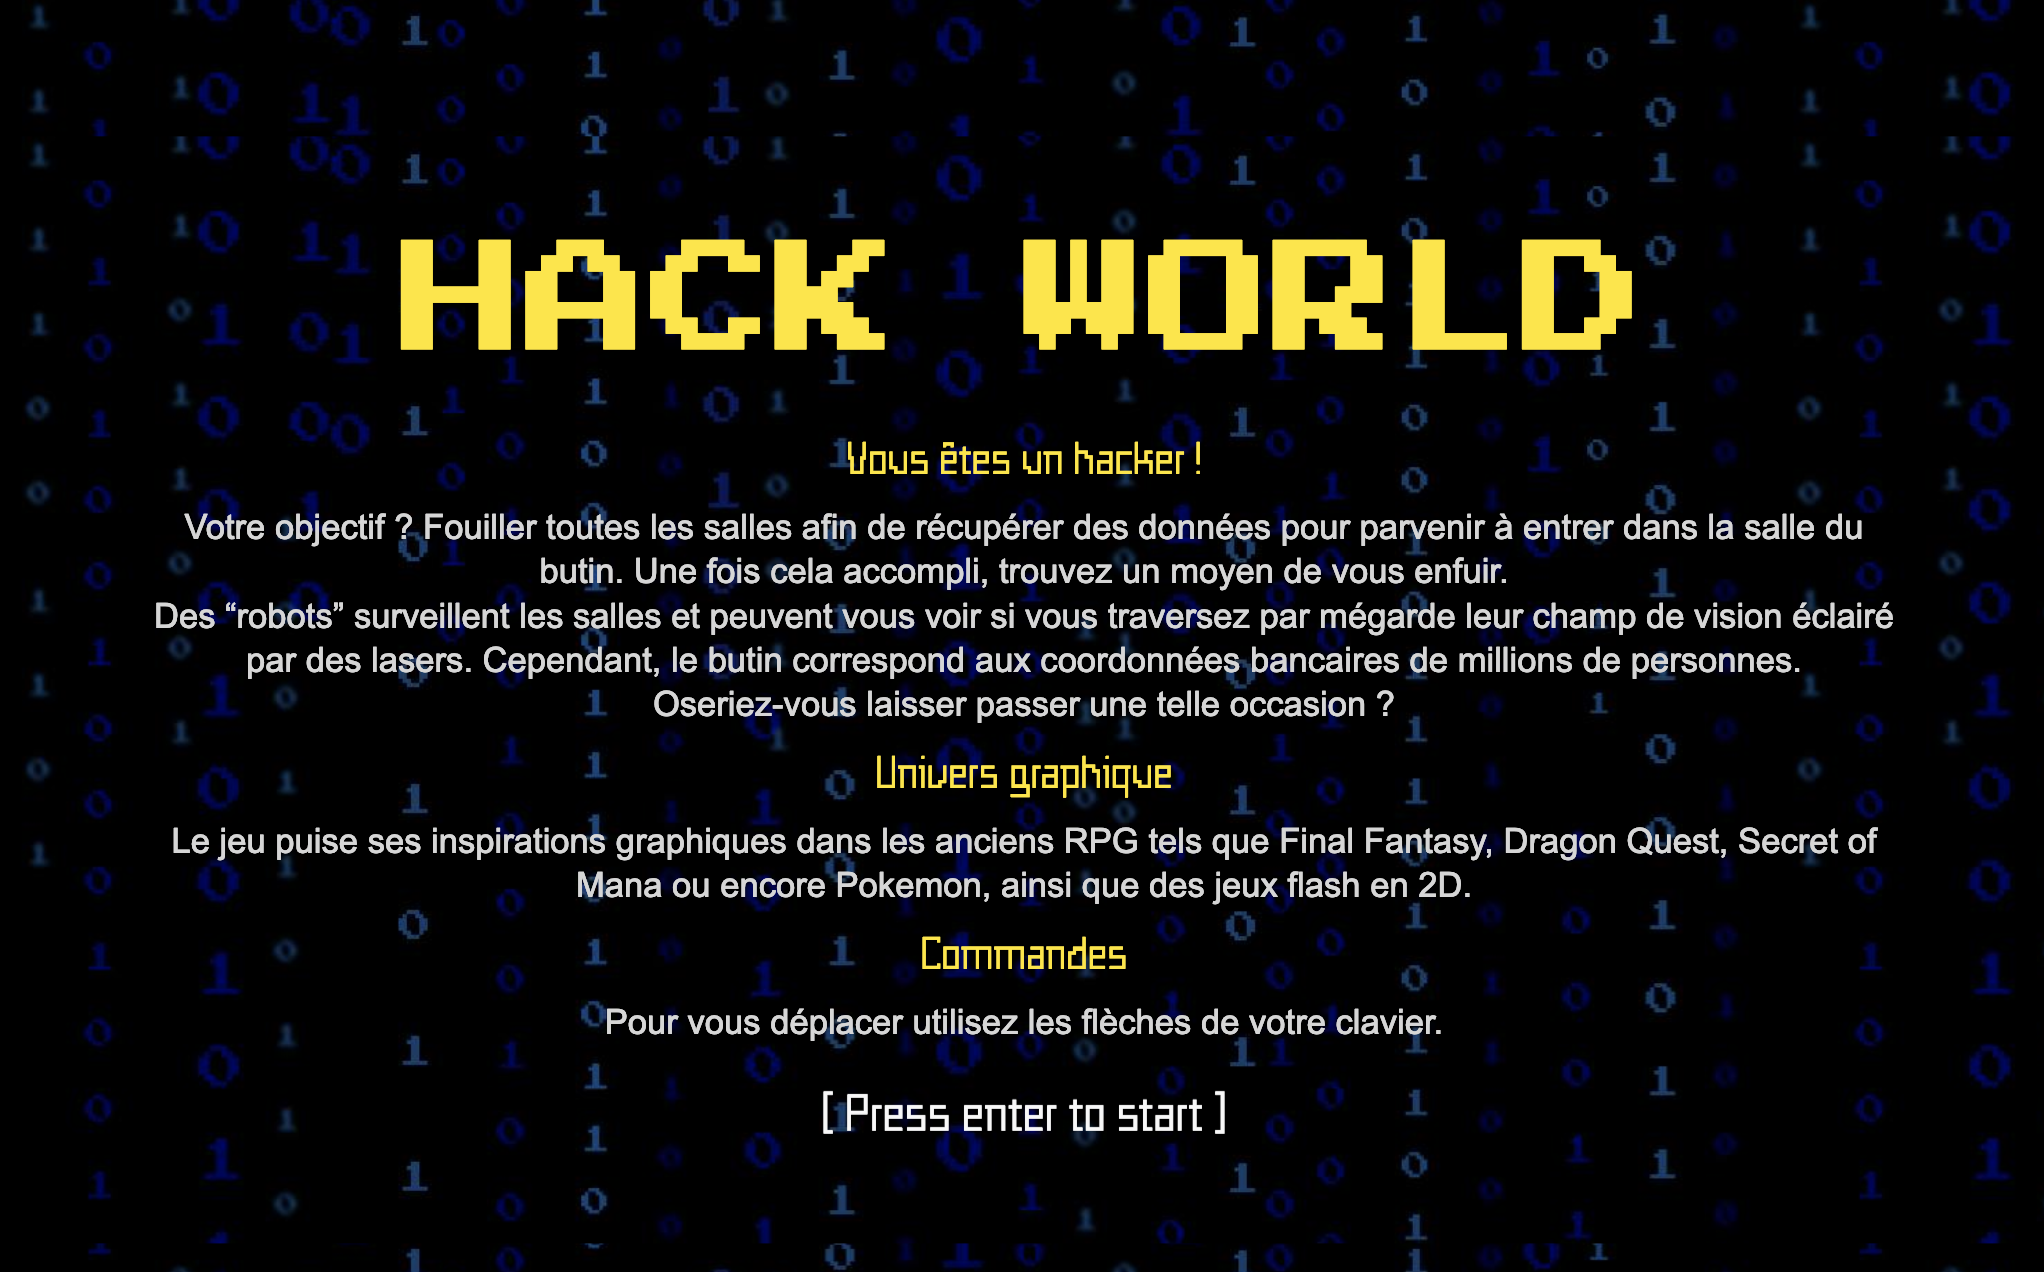 HACK WORLD
Vous êtes un hacker !
Votre objectif ? Fouiller toutes les salles afin de récupérer des données pour parvenir à entrer dans la salle du
butin. Une fois cela accompli, trouvez un moyen de vous enfuir.
Des “robots” surveillent les salles et peuvent vous voir si vous traversez par mégarde leur champ de vision éclairé
par des lasers. Cependant, le butin correspond aux coordonnées bancaires de millions de personnes.
Oseriez-vous laisser passer une telle occasion ?
Univers graphique
Le jeu puise ses inspirations graphiques dans les anciens RPG tels que Final Fantasy, Dragon Quest, Secret of
Mana ou encore Pokemon, ainsi que des jeux flash en 2D.
Commandes
Pour vous déplacer utilisez les flèches de votre clavier.
[ Press enter to start ]